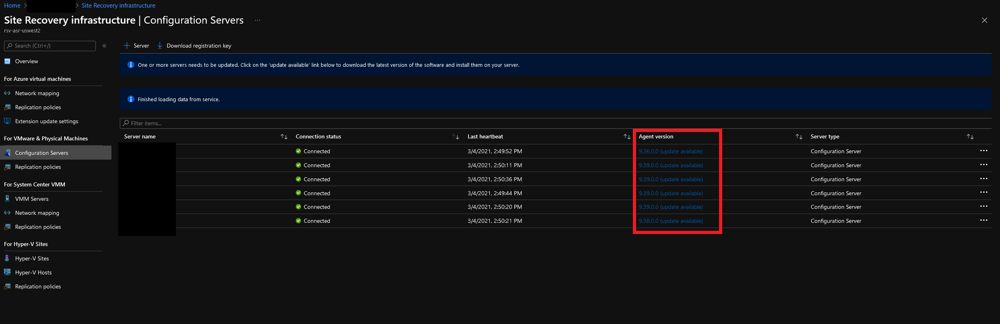 Home > Site Recovery infrastructure
Site Recovery infrastructure | Configuration Servers ...
rsv-asr-uswest2
Search (Ctrl+/) «
Overview
For Azure virtual machines
Network mapping
Replication policies
Extension update settings
For VMware & Physical Machines
Configuration Servers
Replication policies
For System Center VMM
VMM Servers
Network mapping
Replication policies
For Hyper-V Sites
Hyper-V Sites
Hyper-V Hosts
Replication policies
+ Server Download registration key
One or more servers needs to be updated. Click on the 'update available' link below to download the latest version of the software and install them on your server.
Finished loading data from service.
Filter items...
Server name Connection status Last heartbeat Agent version Server type
Connected 3/4/2021, 2:49:52 PM 9.36.0.0 (update available) Configuration Server ...
Connected 3/4/2021, 2:50:11 PM 9.39.0.0 (update available) Configuration Server ...
Connected 3/4/2021, 2:50:36 PM 9.39.0.0 (update available) Configuration Server ...
Connected 3/4/2021, 2:49:44 PM 9.39.0.0 (update available) Configuration Server ...
Connected 3/4/2021, 2:50:20 PM 9.39.0.0 (update available) Configuration Server ...
Connected 3/4/2021, 2:50:21 PM 9.38.0.0 (update available) Configuration Server ...